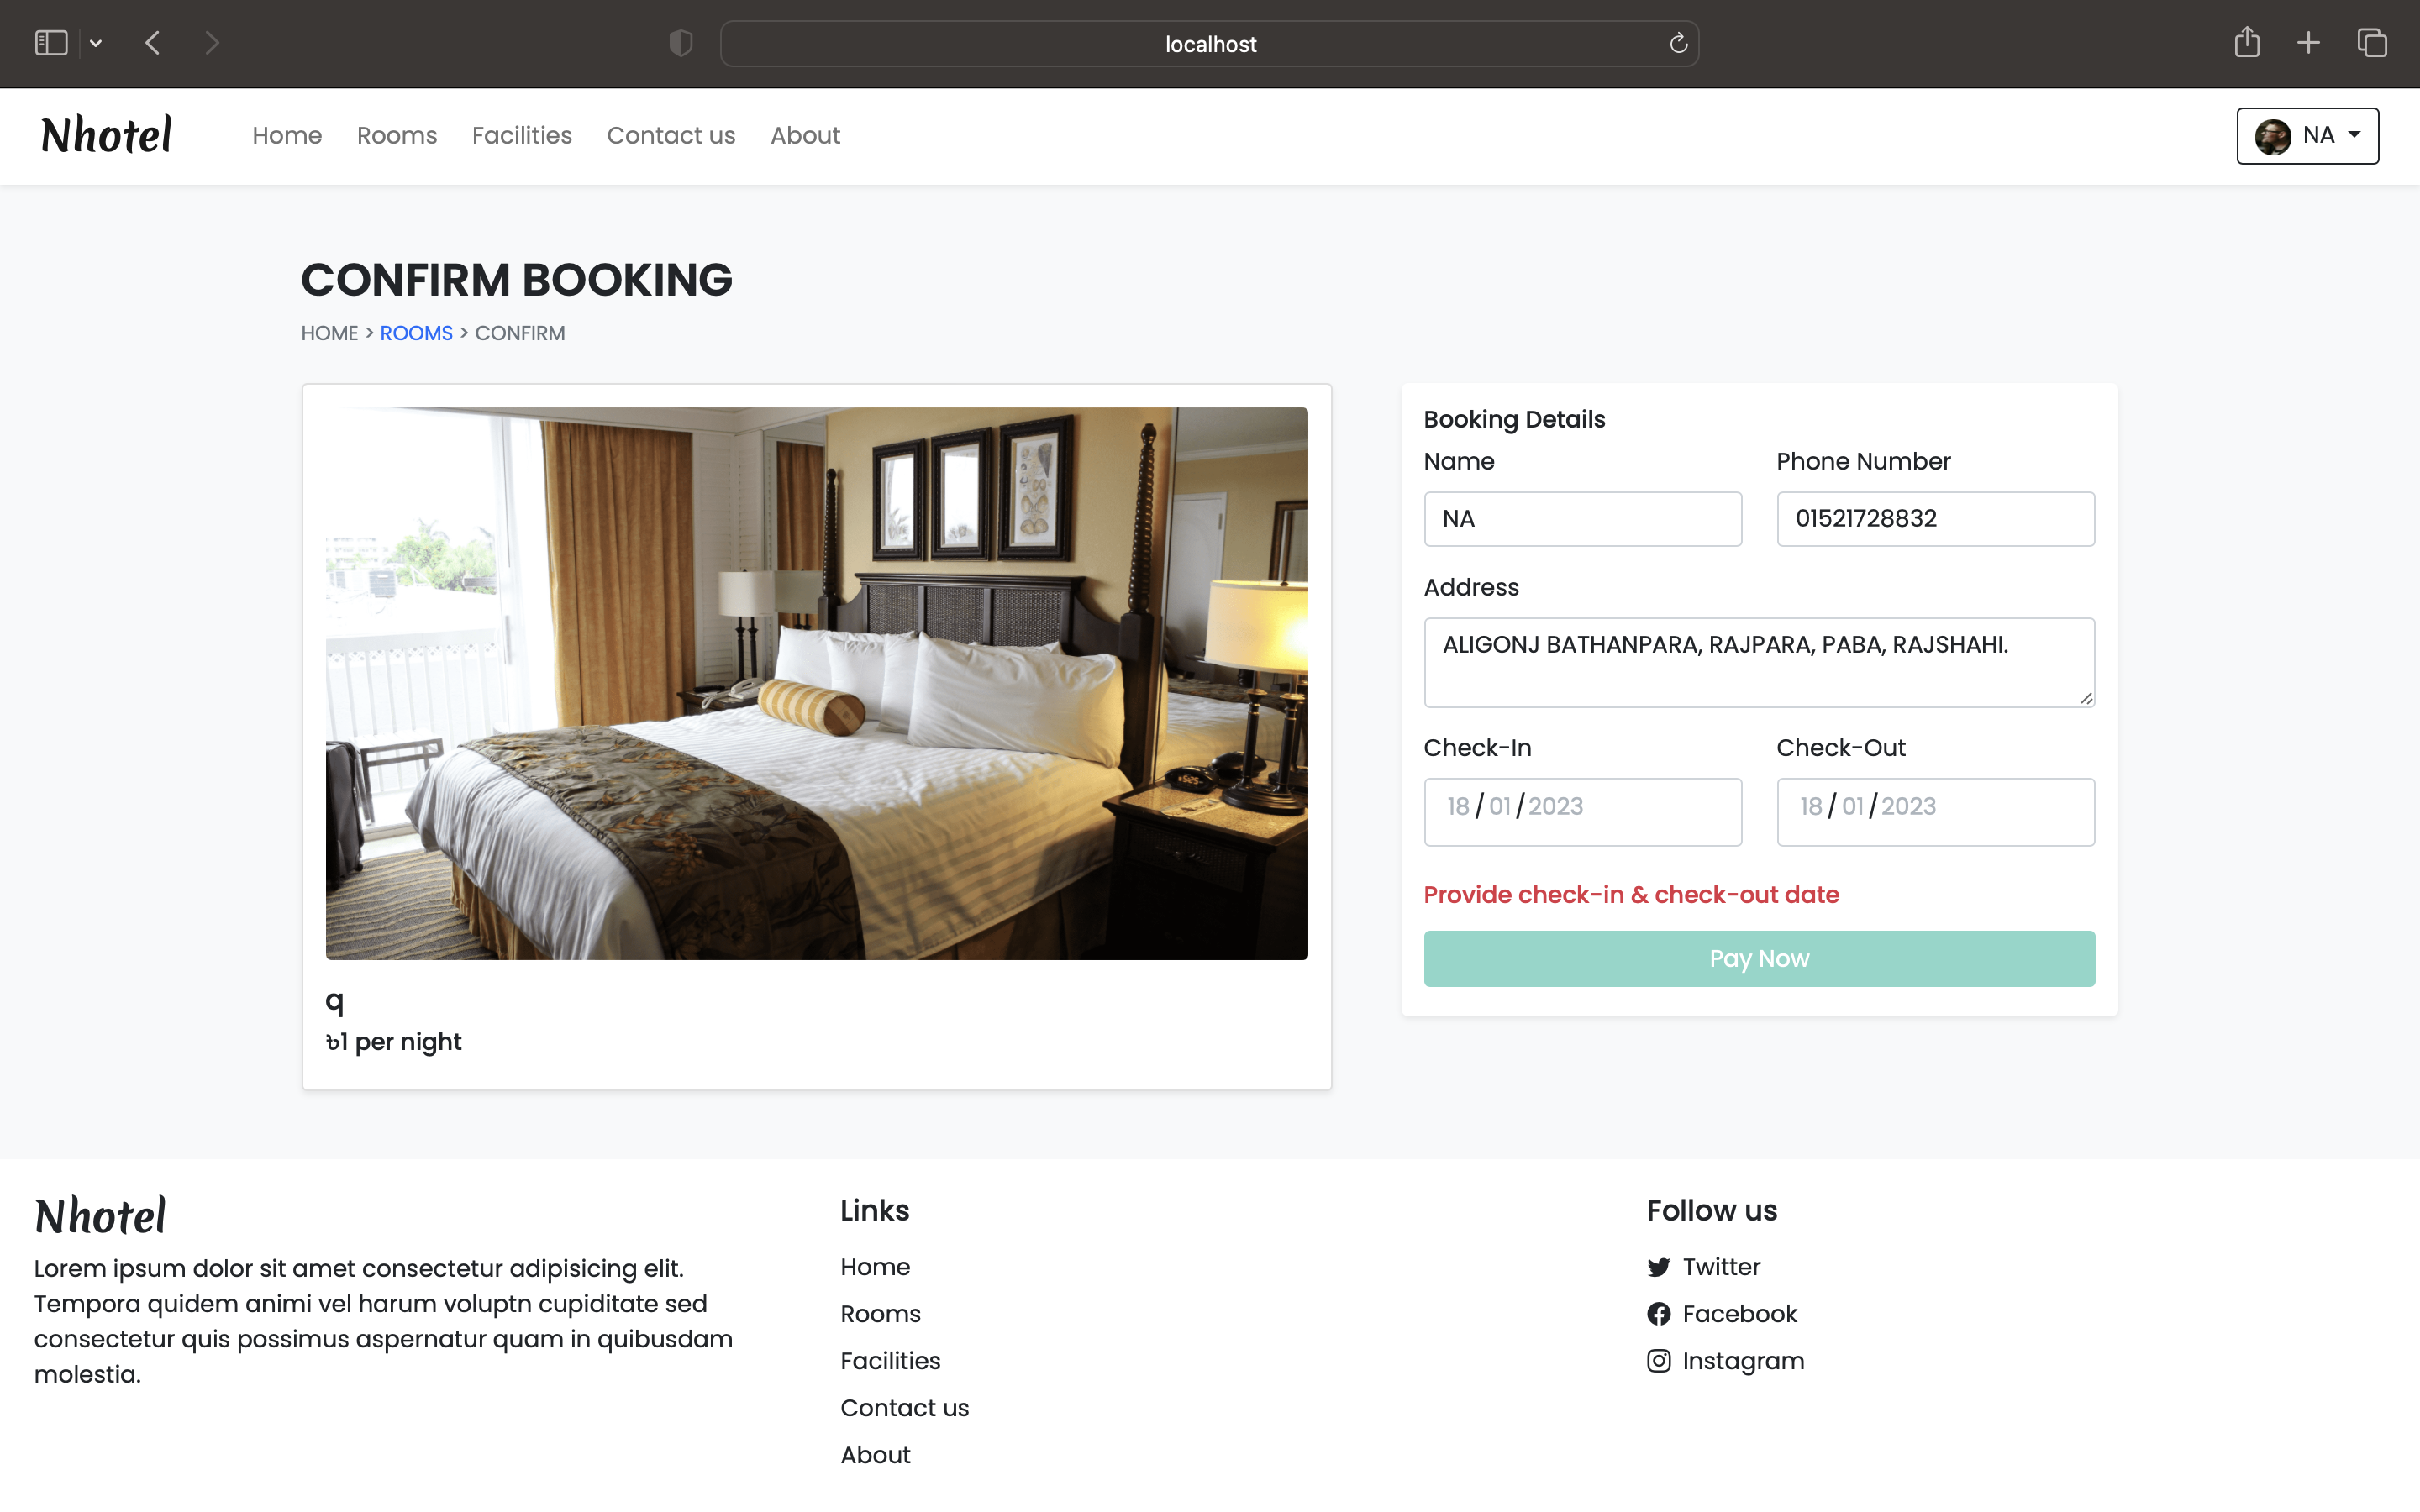 localhost
Nhotel
Home Rooms Facilities Contact us About
NA
CONFIRM BOOKING
HOME > ROOMS > CONFIRM
Booking Details
Name Phone Number
NA 01521728832
Address
ALIGONJ BATHANPARA, RAJPARA, PABA, RAJSHAHI.
Check-In Check-Out
18/01/2023 18/01/2023
Provide check-in & check-out date
Pay Now
q
৳1 per night
Nhotel
Lorem ipsum dolor sit amet consectetur adipisicing elit.
Tempora quidem animi vel harum voluptn cupiditate sed
consectetur quis possimus aspernatur quam in quibusdam
molestia.
Links
Home
Rooms
Facilities
Contact us
About
Follow us
Twitter
Facebook
Instagram